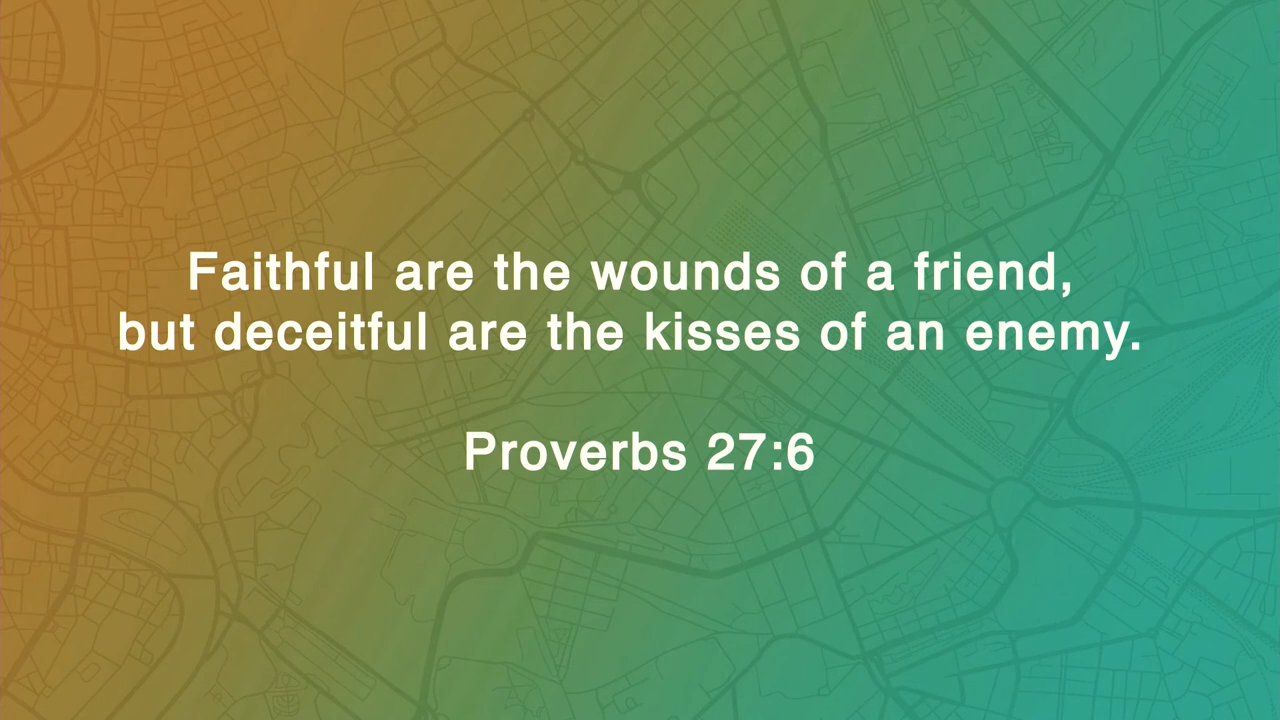 Faithful are the wounds of a friend,
but deceitful are the kisses of an enemy.
Proverbs 27:6